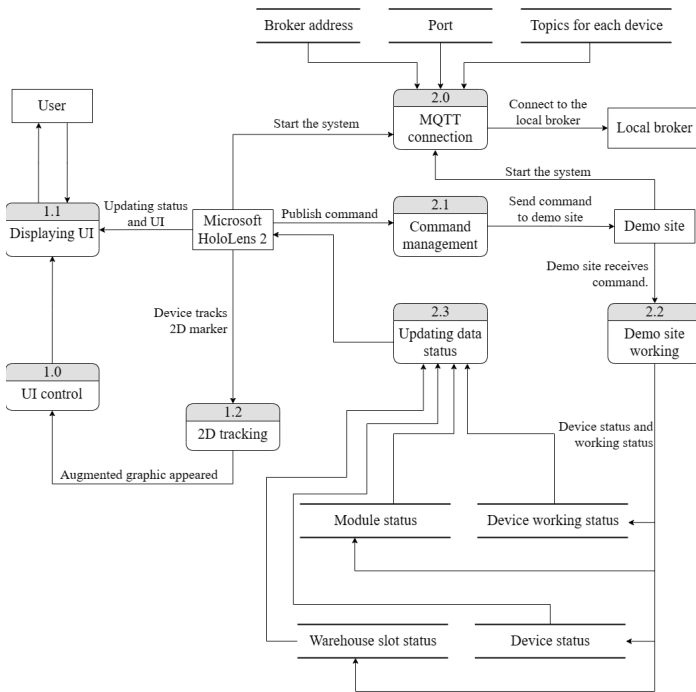 Broker address
Port
Topics for each device
User
2.0
MQTT
connection
Start the system
Connect to the
local broker
Local broker
Start the system
1.1
Displaying UI
Updating status
and UI
Microsoft
HoloLens 2
Publish command
2.1
Command
management
Send command
to demo site
Demo site
Demo site receives
command.
Device tracks
2D marker
2.3
Updating data
status
2.2
Demo site
working
1.0
UI control
1.2
2D tracking
Device status and
working status
Augmented graphic appeared
Module status
Device working status
Warehouse slot status
Device status